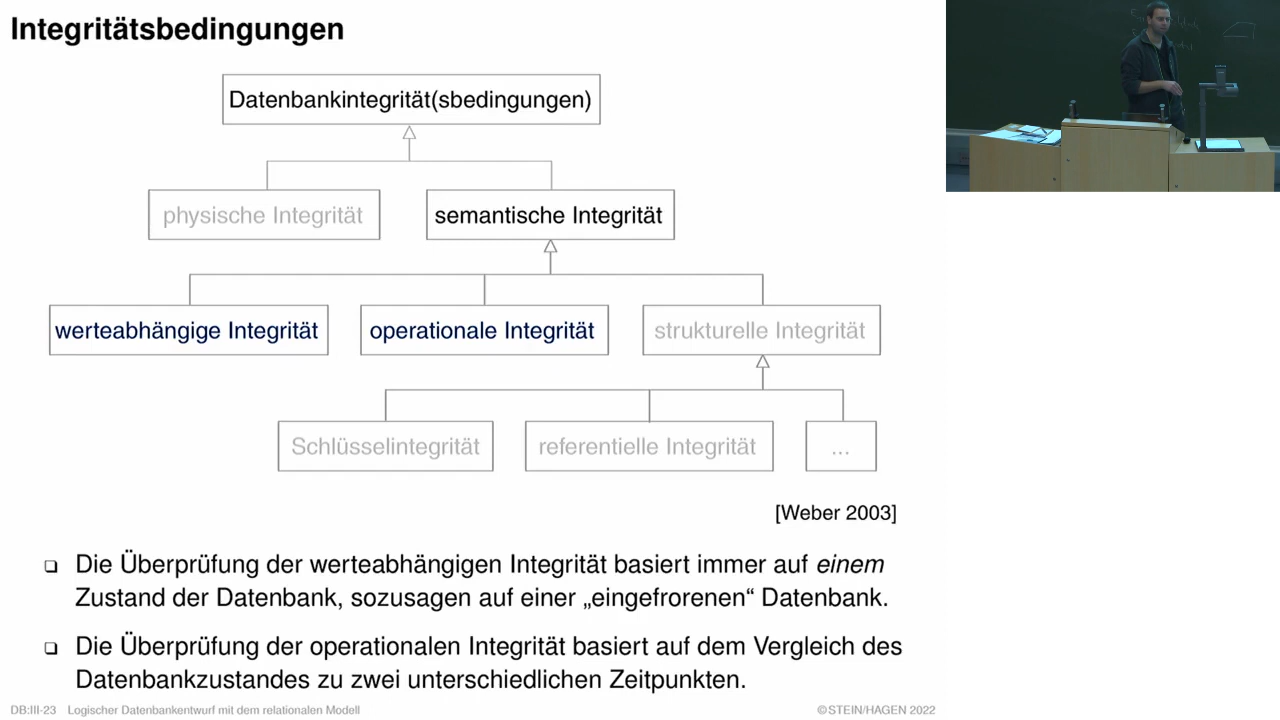 Integritätsbedingungen
Datenbankintegrität(sbedingungen)
physische Integrität
semantische Integrität
werteabhängige Integrität
operationale Integrität
strukturelle Integrität
Schlüsselintegrität
referentielle Integrität
...
[Weber 2003]
❑ Die Überprüfung der werteabhängigen Integrität basiert immer auf einem
Zustand der Datenbank, sozusagen auf einer „eingefrorenen“ Datenbank.
❑ Die Überprüfung der operationalen Integrität basiert auf dem Vergleich des
Datenbankzustandes zu zwei unterschiedlichen Zeitpunkten.
DB:III-23 Logischer Datenbankentwurf mit dem relationalen Modell
©STEIN/HAGEN 2022